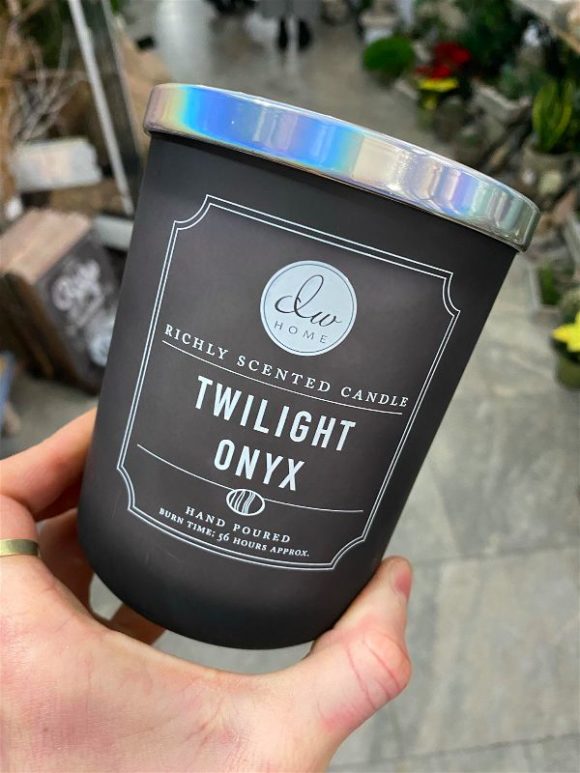 dw
HOME
RICHLY SCENTED CANDLE
TWILIGHT
ONYX
HAND POURED
BURN TIME: 56 HOURS APPROX.